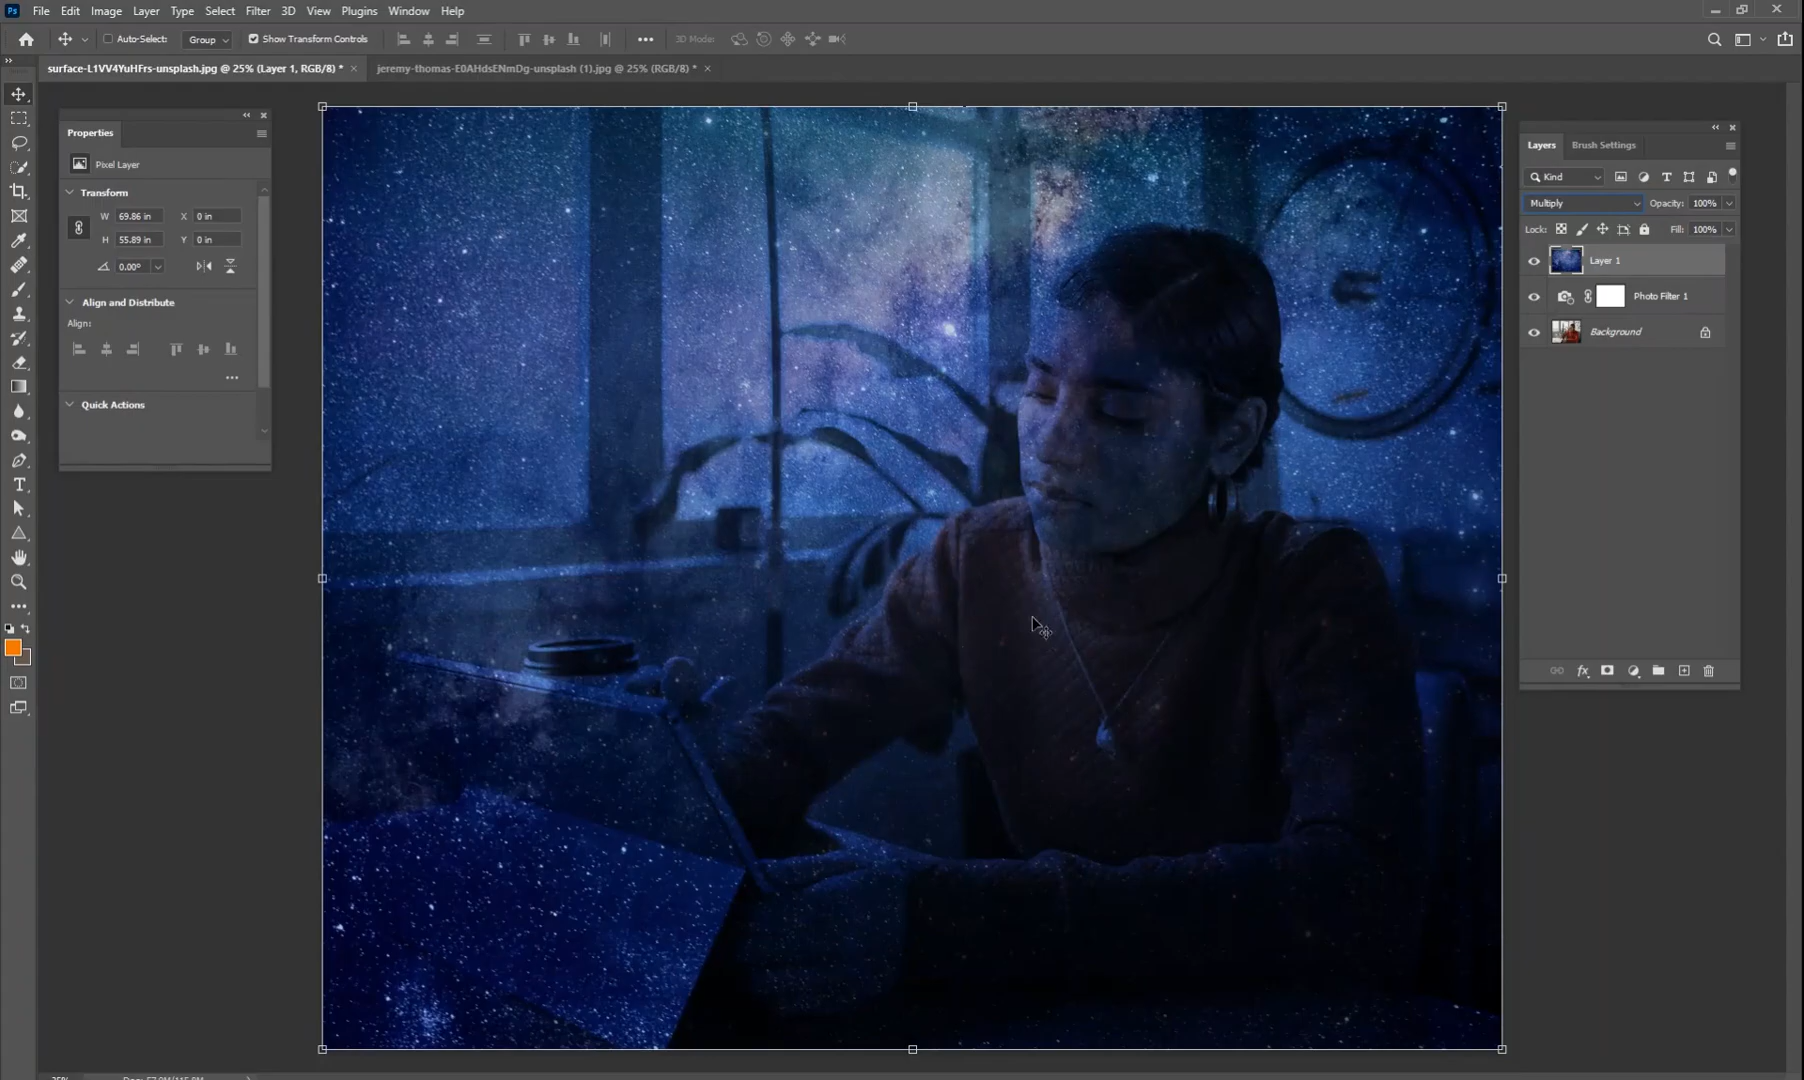 Ps File Edit Image Layer Type Select Filter 3D View Plugins Window Help
Auto-Select: Group Show Transform Controls 3D Mode:
surface-L1VV4YuHFrs-unsplash.jpg @ 25% (Layer 1, RGB/8) * × jeremy-thomas-E0AHdsENmDg-unsplash (1).jpg @ 25% (RGB/8) * ×
Properties
Pixel Layer
Transform
W 69.86 in X 0 in
H 55.89 in Y 0 in
0.00°
Align and Distribute
Align:
Quick Actions
Layers Brush Settings
Kind
Multiply Opacity: 100%
Lock: Fill: 100%
Layer 1
Photo Filter 1
Background